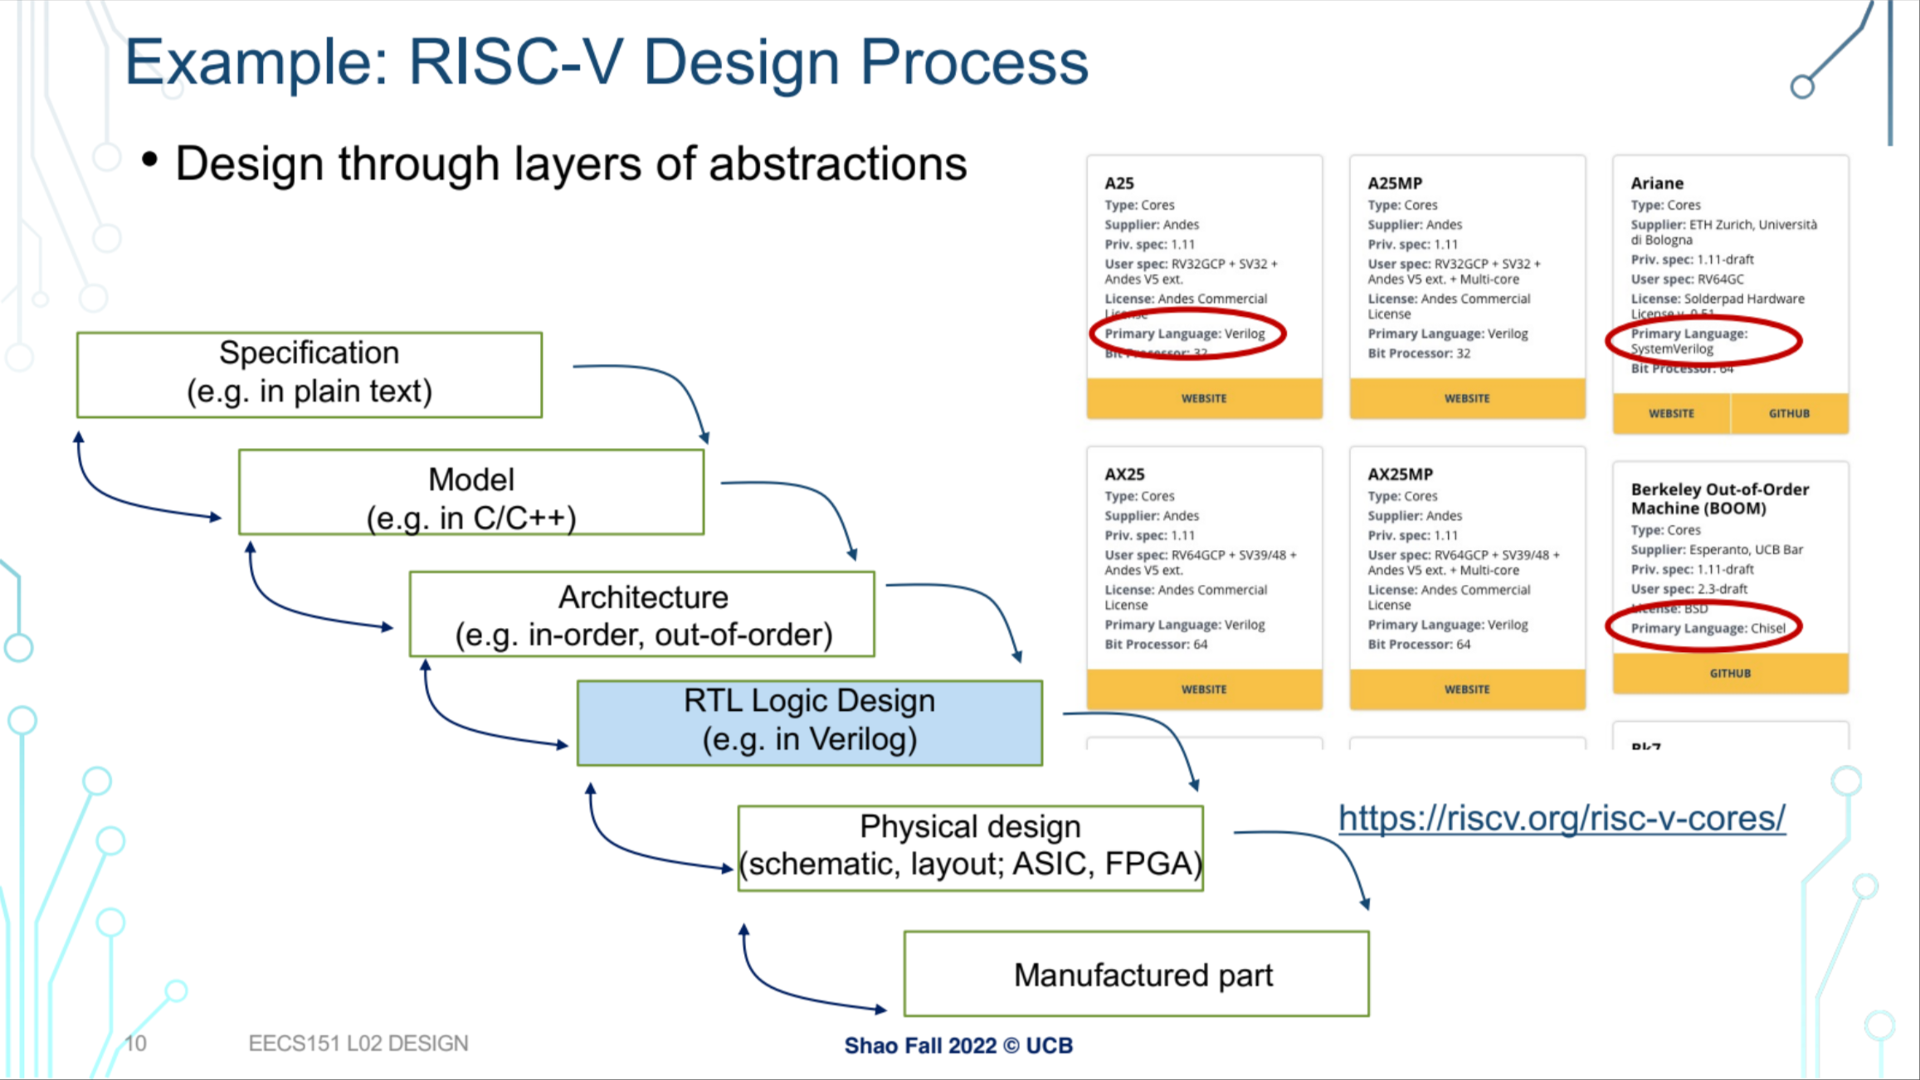 Example: RISC-V Design Process
• Design through layers of abstractions
Specification
(e.g. in plain text)
Model
(e.g. in C/C++)
Architecture
(e.g. in-order, out-of-order)
RTL Logic Design
(e.g. in Verilog)
Physical design
(schematic, layout; ASIC, FPGA)
Manufactured part
A25
Type: Cores
Supplier: Andes
Priv. spec: 1.11
User spec: RV32GCP + SV32 +
Andes V5 ext.
License: Andes Commercial
License
Primary Language: Verilog
Bit Processor: 32
WEBSITE
A25MP
Type: Cores
Supplier: Andes
Priv. spec: 1.11
User spec: RV32GCP + SV32 +
Andes V5 ext. + Multi-core
License: Andes Commercial
License
Primary Language: Verilog
Bit Processor: 32
WEBSITE
Ariane
Type: Cores
Supplier: ETH Zurich, Università
di Bologna
Priv. spec: 1.11-draft
User spec: RV64GC
License: Solderpad Hardware
License v. 0.51
Primary Language:
SystemVerilog
Bit Processor: 64
WEBSITE
GITHUB
AX25
Type: Cores
Supplier: Andes
Priv. spec: 1.11
User spec: RV64GCP + SV39/48 +
Andes V5 ext.
License: Andes Commercial
License
Primary Language: Verilog
Bit Processor: 64
WEBSITE
AX25MP
Type: Cores
Supplier: Andes
Priv. spec: 1.11
User spec: RV64GCP + SV39/48 +
Andes V5 ext. + Multi-core
License: Andes Commercial
License
Primary Language: Verilog
Bit Processor: 64
WEBSITE
Berkeley Out-of-Order
Machine (BOOM)
Type: Cores
Supplier: Esperanto, UCB Bar
Priv. spec: 1.11-draft
User spec: 2.3-draft
License: BSD
Primary Language: Chisel
GITHUB
https://riscv.org/risc-v-cores/
10
EECS151 L02 DESIGN
Shao Fall 2022 © UCB